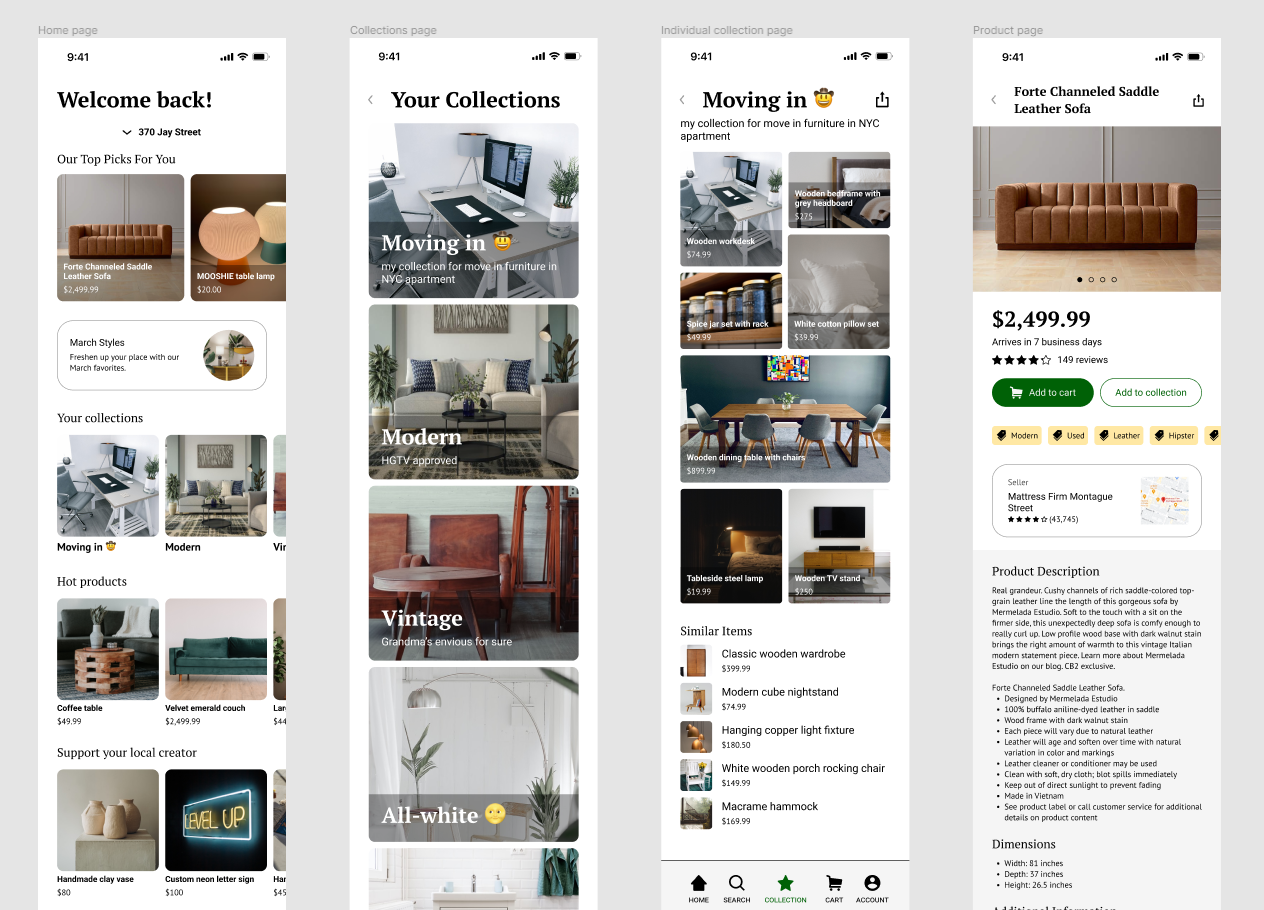 Home page
9:41
Welcome back!
370 Jay Street
Our Top Picks For You
Forte Channeled Saddle
Leather Sofa
$2,499.99
MOOSHIE table lamp
$20.00
March Styles
Freshen up your place with our
March favorites.
Your collections
Moving in 🤠
Modern
Vin
Hot products
Coffee table
$49.99
Velvet emerald couch
$2,499.99
Lar
$44
Support your local creator
LEVEL UP
Handmade clay vase
$80
Custom neon letter sign
$100
Han
$45
Collections page
9:41
Your Collections
Moving in 🤠
my collection for move in furniture in
NYC apartment
Modern
HGTV approved
Vintage
Grandma's envious for sure
All-white 🌝
Individual collection page
9:41
Moving in 🤠
my collection for move in furniture in NYC
apartment
Wooden workdesk
$74.99
Wooden bedframe with
grey headboard
$275
Spice jar set with rack
$49.99
White cotton pillow set
$39.99
Wooden dining table with chairs
$899.99
Tableside steel lamp
$19.99
Wooden TV stand
$250
Similar Items
Classic wooden wardrobe
$399.99
Modern cube nightstand
$74.99
Hanging copper light fixture
$180.50
White wooden porch rocking chair
$149.99
Macrame hammock
$169.99
HOME
SEARCH
COLLECTION
CART
ACCOUNT
Product page
9:41
Forte Channeled Saddle
Leather Sofa
$2,499.99
Arrives in 7 business days
149 reviews
Add to cart
Add to collection
Modern
Used
Leather
Hipster
Seller
Mattress Firm Montague
Street
(43,745)
Product Description
Real grandeur. Cushy channels of rich saddle-colored top-
grain leather line the length of this gorgeous sofa by
Mermelada Estudio. Soft to the touch with a sit on the
firmer side, this unexpectedly deep sofa is comfy enough to
really curl up. Low profile wood base with dark walnut stain
brings the right amount of warmth to this vintage Italian
modern statement piece. Learn more about Mermelada
Estudio on our blog. CB2 exclusive.
Forte Channeled Saddle Leather Sofa.
• Designed by Mermelada Estudio
• 100% buffalo aniline-dyed leather in saddle
• Wood frame with dark walnut stain
• Each piece will vary due to natural leather
• Leather will age and soften over time with natural
variation in color and markings
• Leather cleaner or conditioner may be used
• Clean with soft, dry cloth; blot spills immediately
• Keep out of direct sunlight to prevent fading
• Made in Vietnam
• See product label or call customer service for additional
details on product content
Dimensions
• Width: 81 inches
• Depth: 37 inches
• Height: 26.5 inches
Additional Information